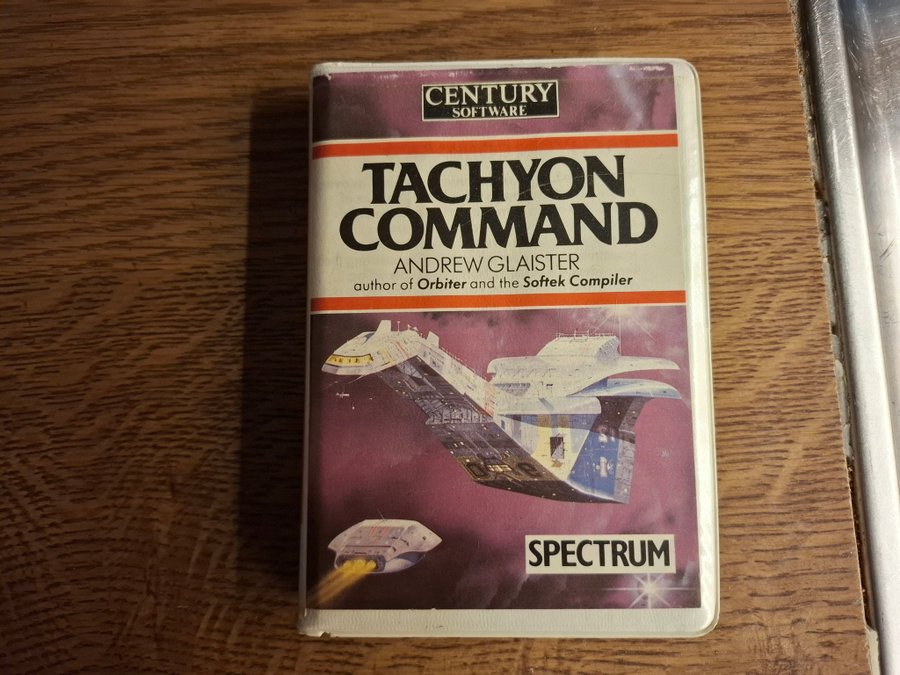 CENTURY
SOFTWARE
TACHYON
COMMAND
ANDREW GLAISTER
author of Orbiter and the Softek Compiler
SPECTRUM